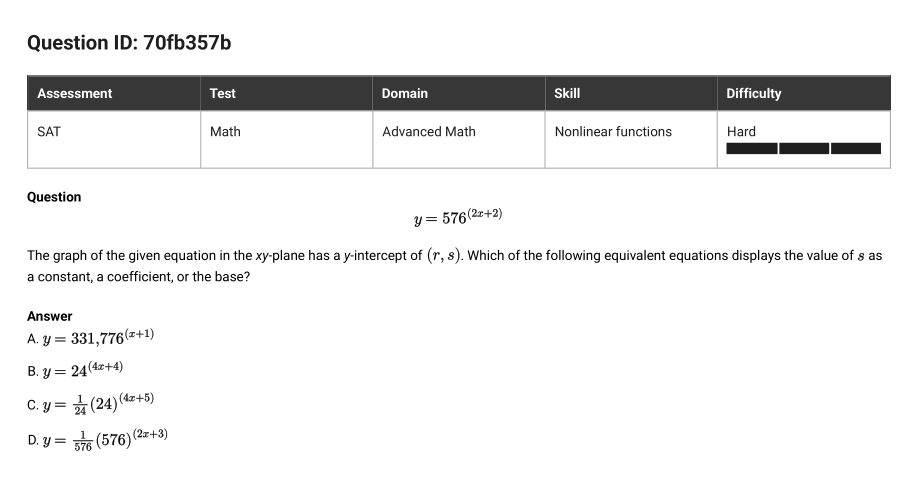 Question ID: 70fb357b
Assessment Test Domain Skill Difficulty
SAT Math Advanced Math Nonlinear functions Hard
Question
y = 576^(2x+2)
The graph of the given equation in the xy-plane has a y-intercept of (r, s). Which of the following equivalent equations displays the value of s as
a constant, a coefficient, or the base?
Answer
A. y = 331,776^(x+1)
B. y = 24^(4x+4)
C. y = 1/24 (24)^(4x+5)
D. y = 1/576 (576)^(2x+3)